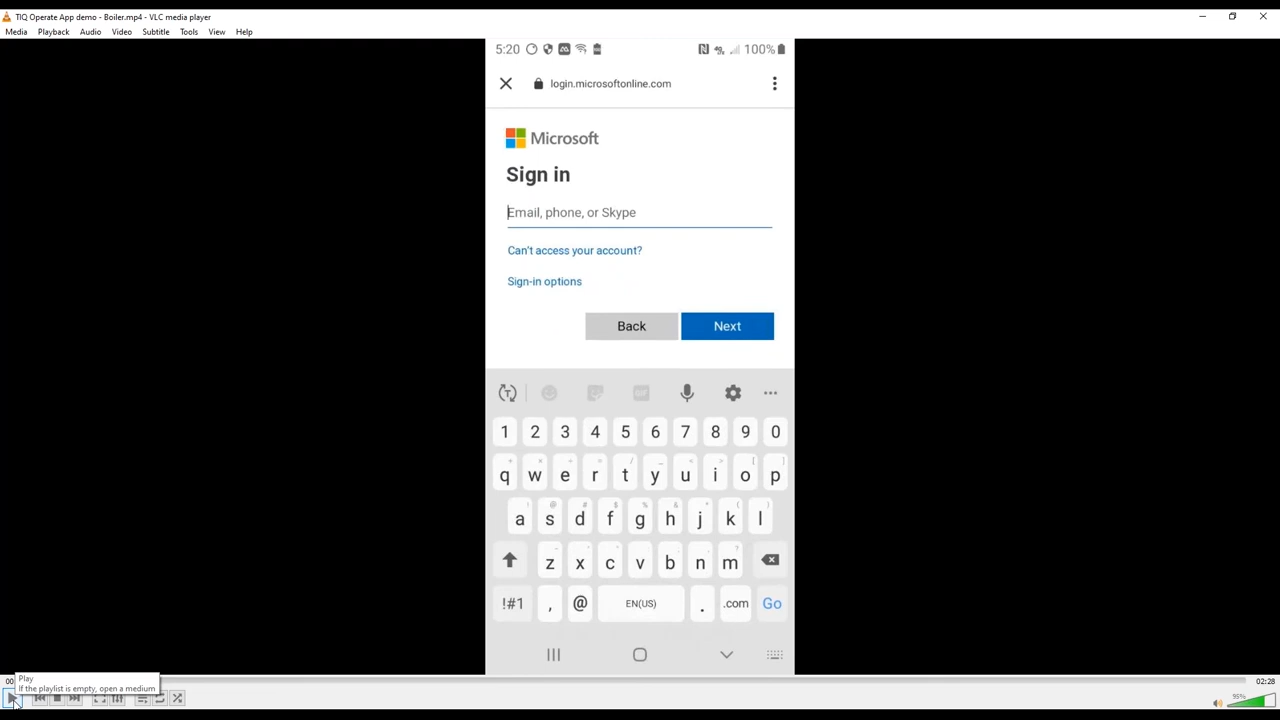 TIQ Operate App demo - Boiler.mp4 - VLC media player
Media Playback Audio Video Subtitle Tools View Help
5:20 100%
login.microsoftonline.com
Microsoft
Sign in
Email, phone, or Skype
Can't access your account?
Sign-in options
Back Next
1 2 3 4 5 6 7 8 9 0
q w e r t y u i o p
a s d f g h j k l
z x c v b n m
!#1 , @ EN(US) . .com Go
Play
If the playlist is empty, open a medium
00 02:28
95%